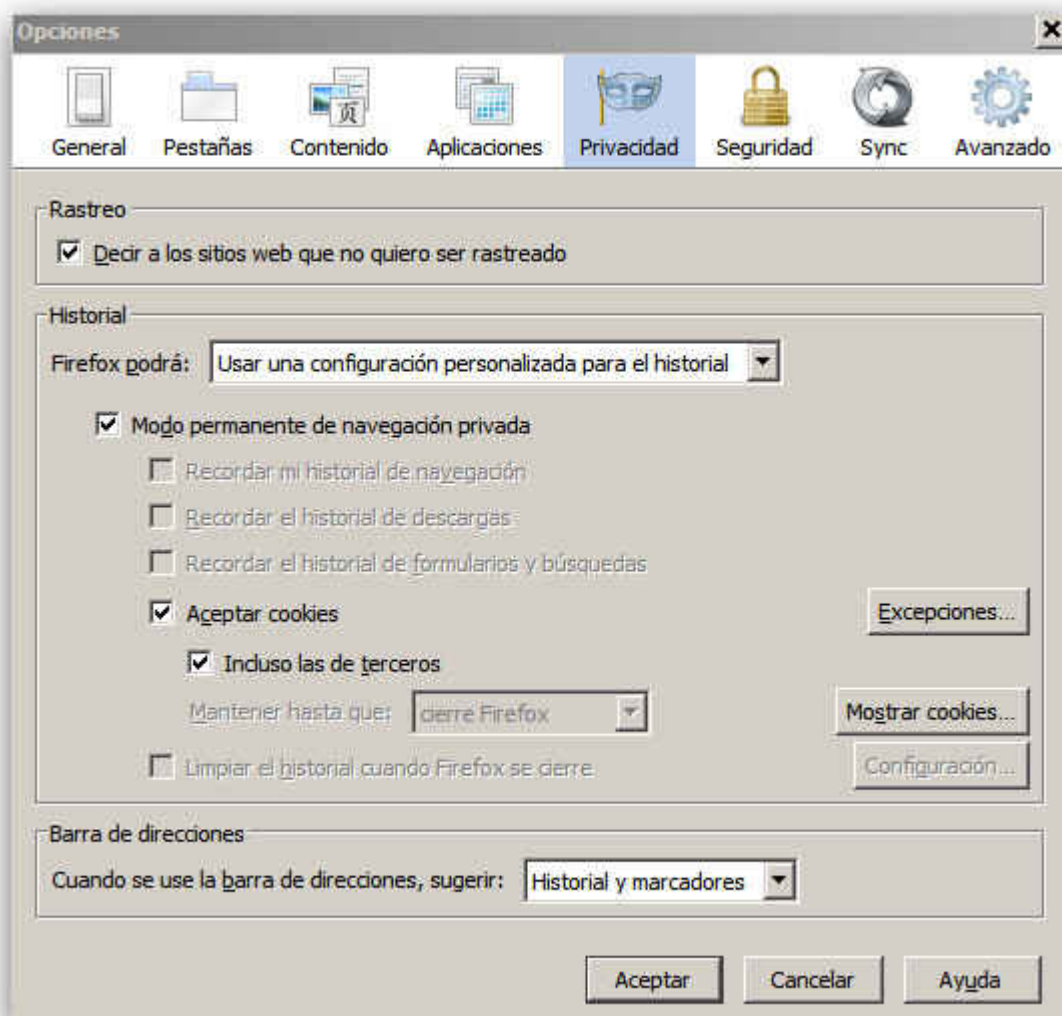 Opciones
页
General Pestañas Contenido Aplicaciones Privacidad Seguridad Sync Avanzado
Rastreo
Decir a los sitios web que no quiero ser rastreado
Historial
Firefox podrá: Usar una configuración personalizada para el historial
Modo permanente de navegación privada
Recordar mi historial de navegación
Recordar el historial de descargas
Recordar el historial de formularios y búsquedas
Aceptar cookies Excepciones...
Incluso las de terceros
Mantener hasta que: cierre Firefox Mostrar cookies...
Limpiar el historial cuando Firefox se cierre Configuración...
Barra de direcciones
Cuando se use la barra de direcciones, sugerir: Historial y marcadores
Aceptar Cancelar Ayuda